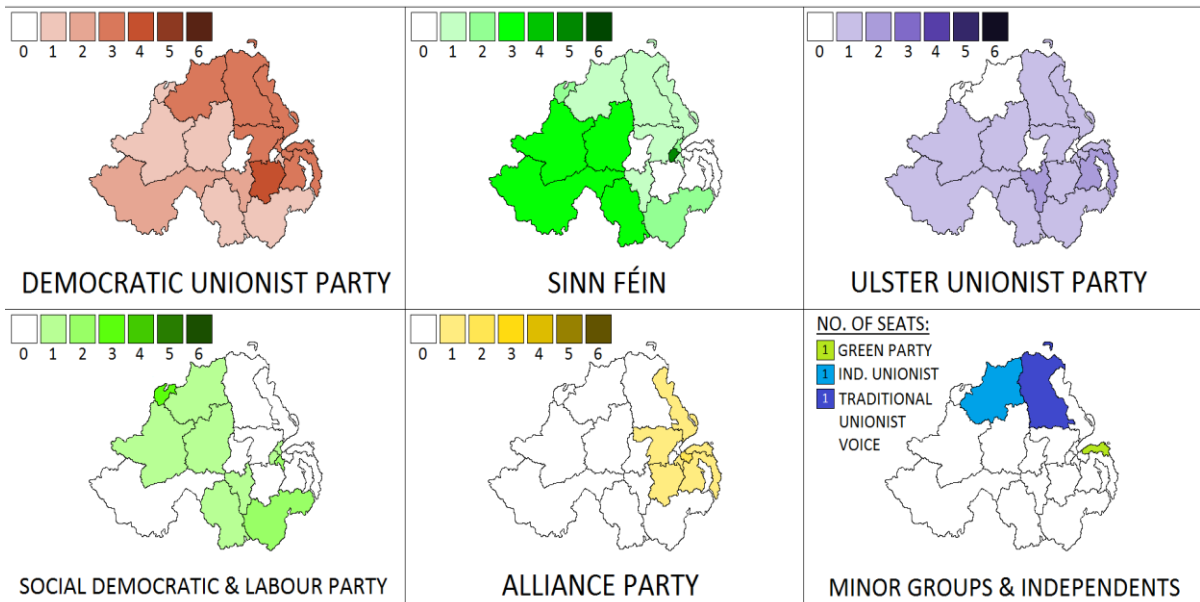 0 1 2 3 4 5 6
DEMOCRATIC UNIONIST PARTY
0 1 2 3 4 5 6
SINN FÉIN
0 1 2 3 4 5 6
ULSTER UNIONIST PARTY
0 1 2 3 4 5 6
SOCIAL DEMOCRATIC & LABOUR PARTY
0 1 2 3 4 5 6
ALLIANCE PARTY
NO. OF SEATS:
1 GREEN PARTY
1 IND. UNIONIST
1 TRADITIONAL
UNIONIST
VOICE
MINOR GROUPS & INDEPENDENTS